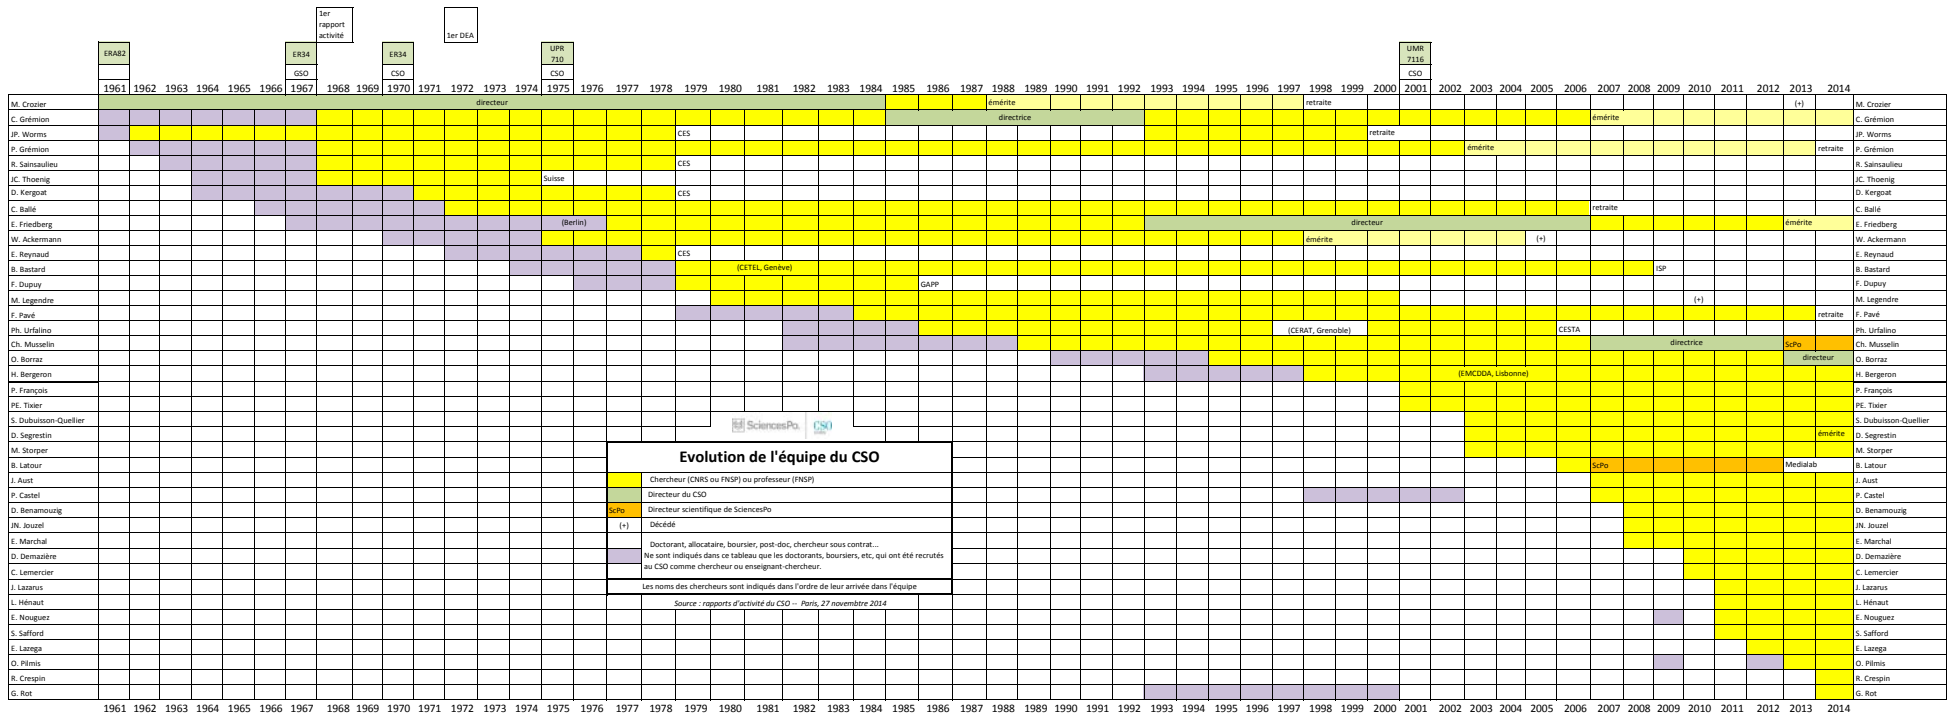 1er
rapport
activité
1er DEA
ERA82 ER34 ER34 UPR 710 UMR 7116
GSO CSO CSO CSO
1961 1962 1963 1964 1965 1966 1967 1968 1969 1970 1971 1972 1973 1974 1975 1976 1977 1978 1979 1980 1981 1982 1983 1984 1985 1986 1987 1988 1989 1990 1991 1992 1993 1994 1995 1996 1997 1998 1999 2000 2001 2002 2003 2004 2005 2006 2007 2008 2009 2010 2011 2012 2013 2014
M. Crozier directeur émérite retraite (+) M. Crozier
C. Grémion directrice émérite C. Grémion
JP. Worms CES retraite JP. Worms
P. Grémion émérite retraite P. Grémion
R. Sainsaulieu CES R. Sainsaulieu
JC. Thoenig Suisse JC. Thoenig
D. Kergoat CES D. Kergoat
C. Ballé retraite C. Ballé
E. Friedberg (Berlin) directeur émérite E. Friedberg
W. Ackermann émérite (+) W. Ackermann
E. Reynaud CES E. Reynaud
B. Bastard (CETEL, Genève) ISP B. Bastard
F. Dupuy GAPP F. Dupuy
M. Legendre (+) M. Legendre
F. Pavé retraite F. Pavé
Ph. Urfalino (CERAT, Grenoble) CESTA Ph. Urfalino
Ch. Musselin directrice ScPo Ch. Musselin
O. Borraz directeur O. Borraz
H. Bergeron (EMCDDA, Lisbonne) H. Bergeron
P. François P. François
PE. Tixier PE. Tixier
S. Dubuisson-Quellier SciencesPo. CSO S. Dubuisson-Quellier
D. Segrestin émérite D. Segrestin
M. Storper Evolution de l'équipe du CSO M. Storper
B. Latour ScPo Medialab B. Latour
J. Aust Chercheur (CNRS ou FNSP) ou professeur (FNSP) J. Aust
P. Castel Directeur du CSO P. Castel
D. Benamouzig ScPo Directeur scientifique de SciencesPo D. Benamouzig
JN. Jouzel (+) Décédé JN. Jouzel
E. Marchal Doctorant, allocataire, boursier, post-doc, chercheur sous contrat... E. Marchal
D. Demazière Ne sont indiqués dans ce tableau que les doctorants, boursiers, etc, qui ont été recrutés D. Demazière
C. Lemercier au CSO comme chercheur ou enseignant-chercheur. C. Lemercier
J. Lazarus Les noms des chercheurs sont indiqués dans l'ordre de leur arrivée dans l'équipe J. Lazarus
L. Hénaut Source : rapports d'activité du CSO -- Paris, 27 novembtre 2014 L. Hénaut
E. Nouguez E. Nouguez
S. Safford S. Safford
E. Lazega E. Lazega
O. Pilmis O. Pilmis
R. Crespin R. Crespin
G. Rot G. Rot
1961 1962 1963 1964 1965 1966 1967 1968 1969 1970 1971 1972 1973 1974 1975 1976 1977 1978 1979 1980 1981 1982 1983 1984 1985 1986 1987 1988 1989 1990 1991 1992 1993 1994 1995 1996 1997 1998 1999 2000 2001 2002 2003 2004 2005 2006 2007 2008 2009 2010 2011 2012 2013 2014